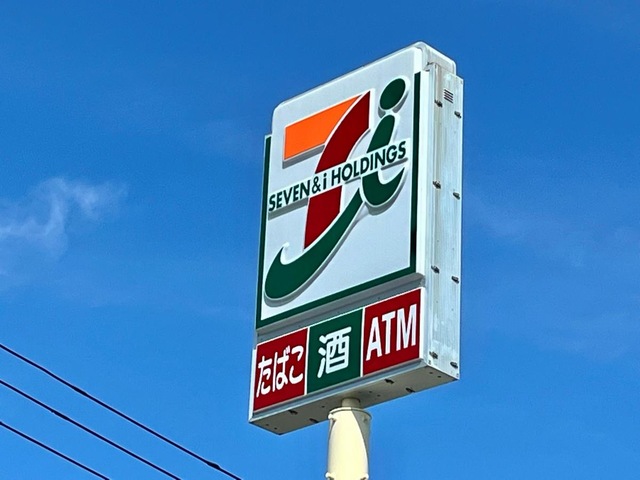 SEVEN&i HOLDINGS
たばこ 酒 ATM